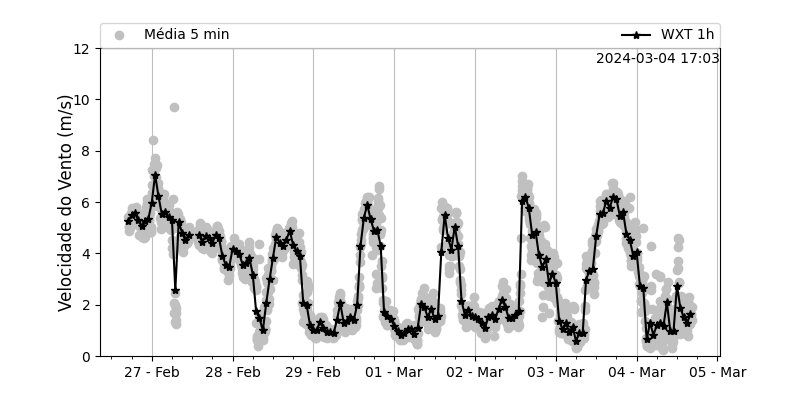 Média 5 min
WXT 1h
2024-03-04 17:03
Velocidade do Vento (m/s)
12
10
8
6
4
2
0
27 - Feb
28 - Feb
29 - Feb
01 - Mar
02 - Mar
03 - Mar
04 - Mar
05 - Mar